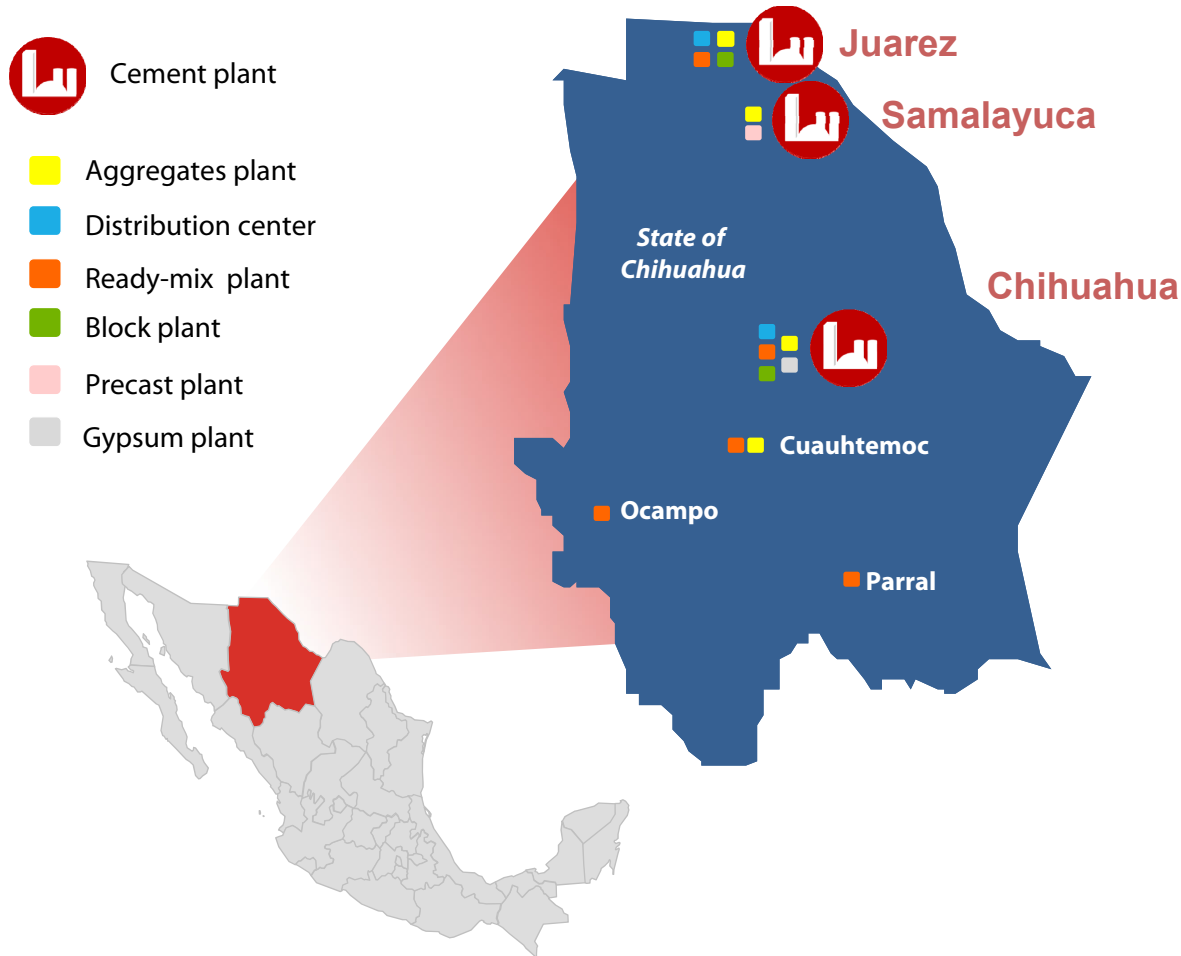 Cement plant
Aggregates plant
Distribution center
Ready-mix plant
Block plant
Precast plant
Gypsum plant
Juarez
Samalayuca
State of
Chihuahua
Chihuahua
Cuauhtemoc
Ocampo
Parral